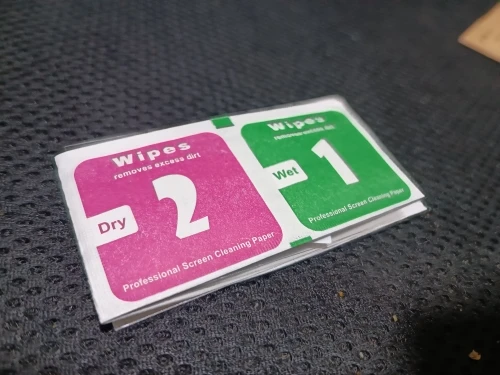 Wipes
removes excess dirt
Dry
2
Professional Screen Cleaning Paper
Wipes
Wet
1
Professional Screen Cleaning Paper